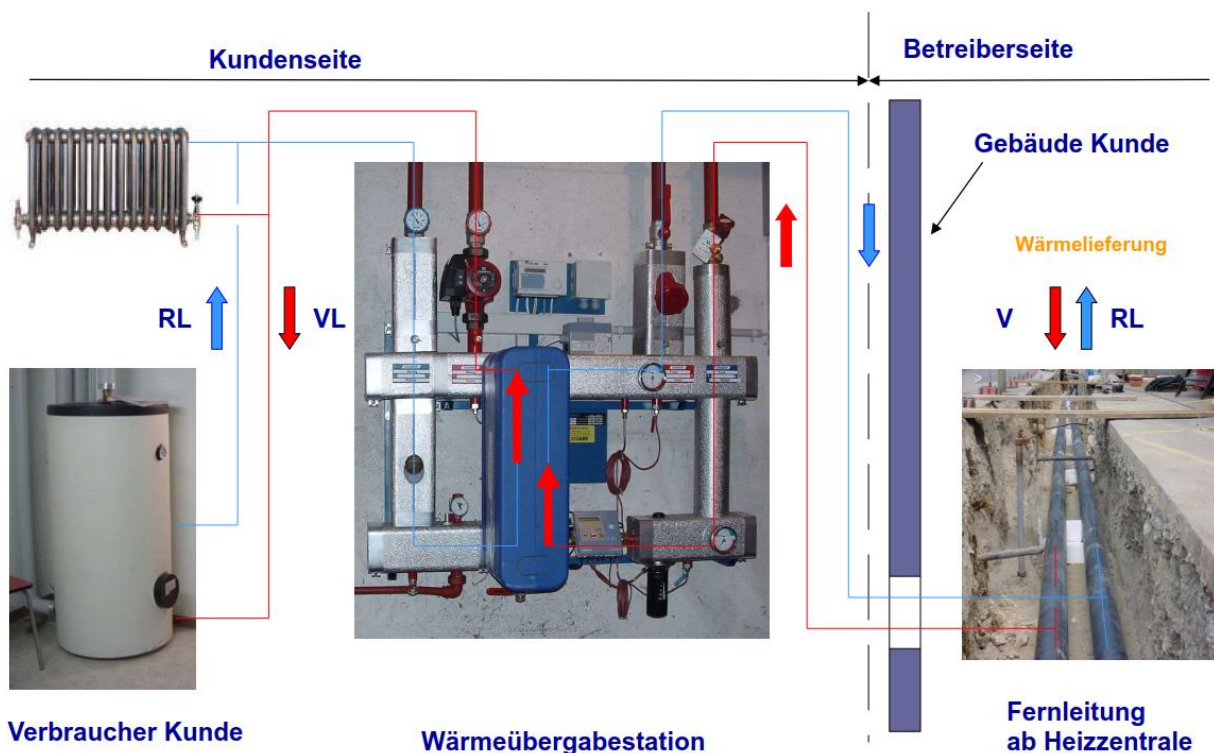 Kundenseite
Betreiberseite
Gebäude Kunde
Wärmelieferung
RL
VL
V
RL
Verbraucher Kunde
Wärmeübergabestation
Fernleitung
ab Heizzentrale